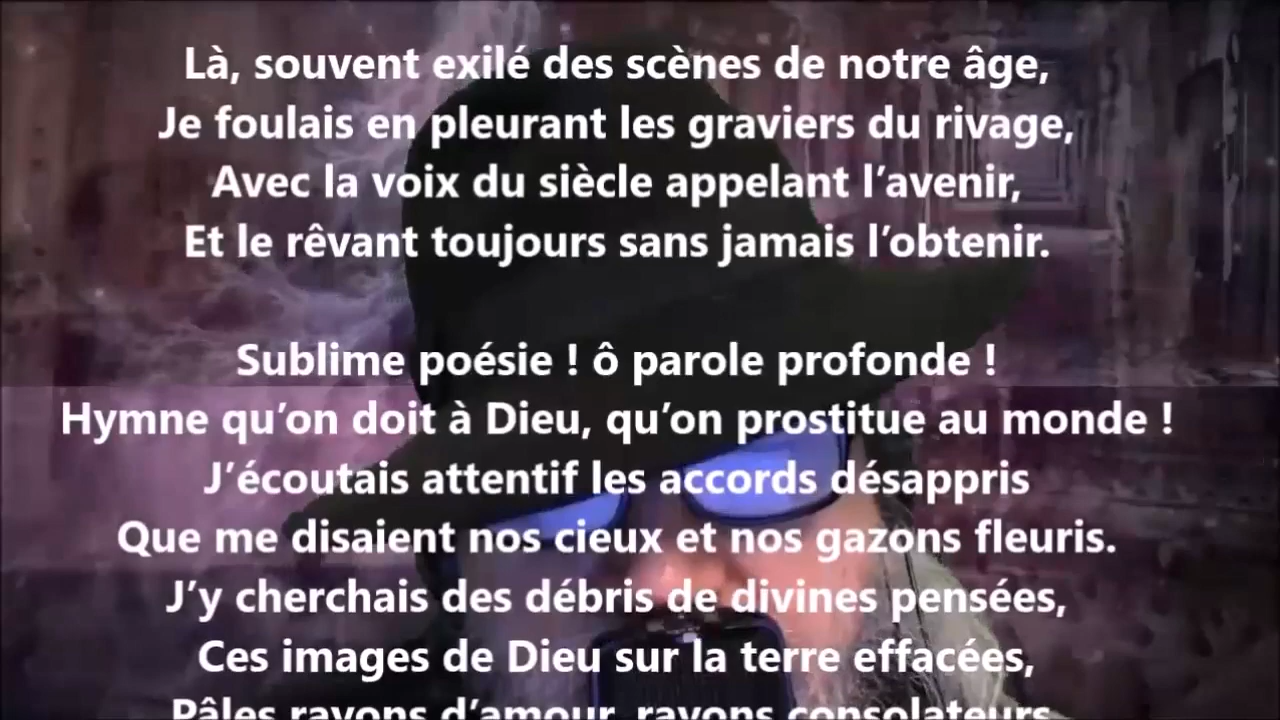 Là, souvent exilé des scènes de notre âge,
Je foulais en pleurant les graviers du rivage,
Avec la voix du siècle appelant l’avenir,
Et le rêvant toujours sans jamais l’obtenir.
Sublime poésie ! ô parole profonde !
Hymne qu’on doit à Dieu, qu’on prostitue au monde !
J’écoutais attentif les accords désappris
Que me disaient nos cieux et nos gazons fleuris.
J’y cherchais des débris de divines pensées,
Ces images de Dieu sur la terre effacées,
Pâles rayons d’amour, rayons consolateurs